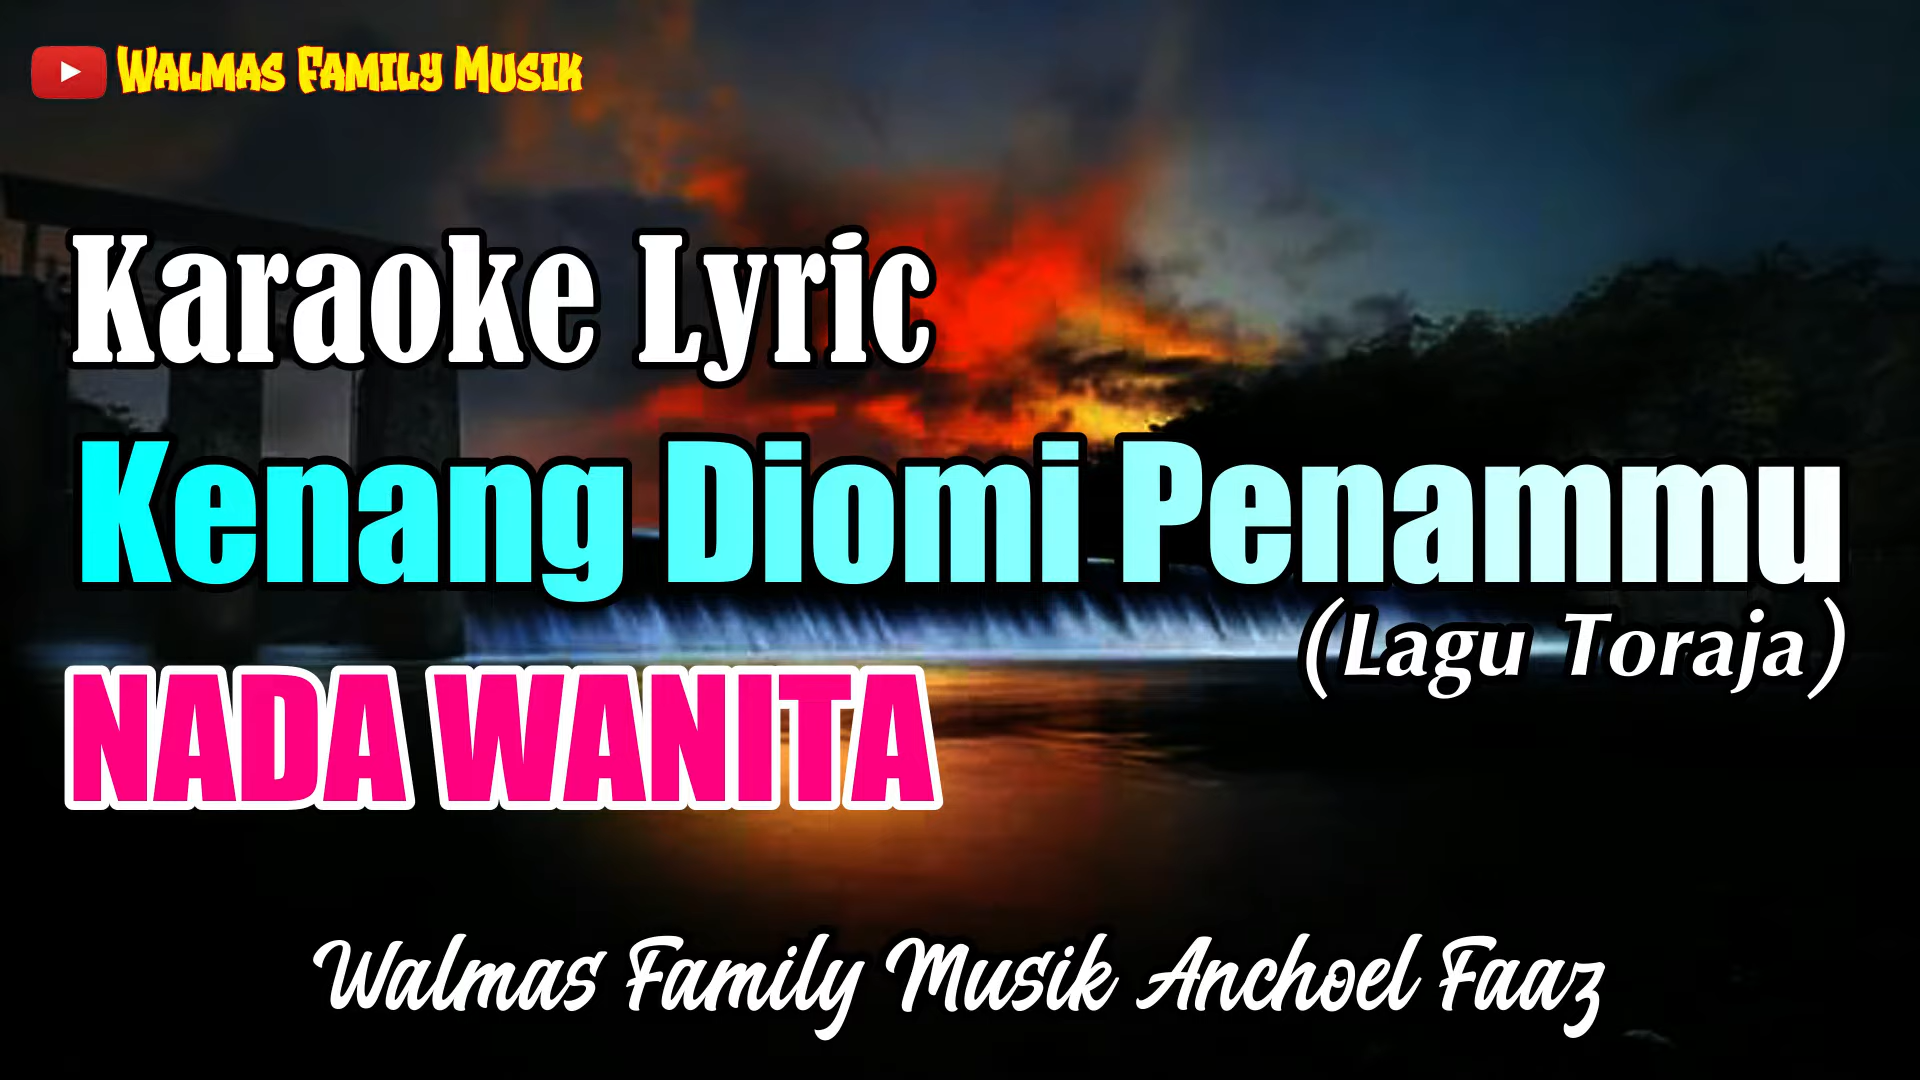 Walmas Family Musik
Karaoke Lyric
Kenang Diomi Penammu
(Lagu Toraja)
NADA WANITA
Walmas Family Musik Anchoel Faaz